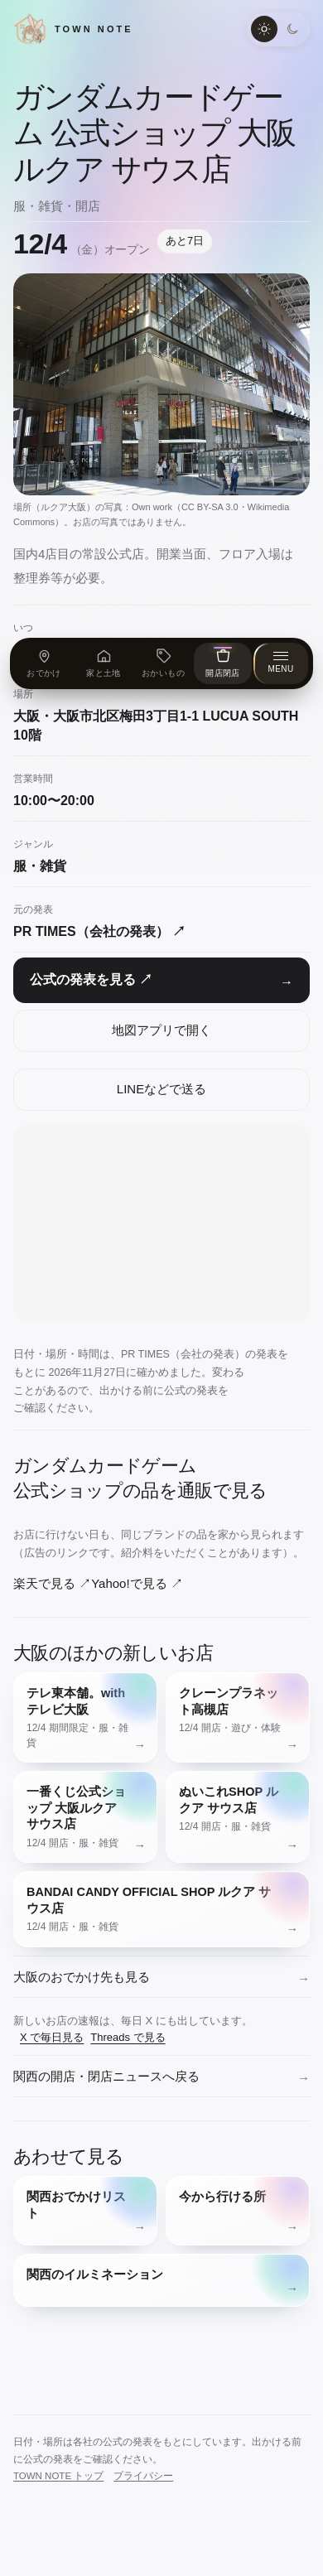 TOWN NOTE
ガンダムカードゲー
ム 公式ショップ 大阪
ルクア サウス店
服・雑貨・開店
12/4 （金）オープン あと7日
場所（ルクア大阪）の写真：Own work（CC BY-SA 3.0・Wikimedia
Commons）。お店の写真ではありません。
国内4店目の常設公式店。開業当面、フロア入場は
整理券等が必要。
いつ
おでかけ 家と土地 おかいもの 開店閉店 MENU
場所
大阪・大阪市北区梅田3丁目1-1 LUCUA SOUTH
10階
営業時間
10:00〜20:00
ジャンル
服・雑貨
元の発表
PR TIMES（会社の発表） ↗
公式の発表を見る ↗ →
地図アプリで開く
LINEなどで送る
日付・場所・時間は、PR TIMES（会社の発表）の発表を
もとに 2026年11月27日に確かめました。変わる
ことがあるので、出かける前に公式の発表を
ご確認ください。
ガンダムカードゲーム
公式ショップの品を通販で見る
お店に行けない日も、同じブランドの品を家から見られます
（広告のリンクです。紹介料をいただくことがあります）。
楽天で見る ↗Yahoo!で見る ↗
大阪のほかの新しいお店
テレ東本舗。with
テレビ大阪
12/4 期間限定・服・雑
貨 →
クレーンプラネッ
ト高槻店
12/4 開店・遊び・体験
→
一番くじ公式ショ
ップ 大阪ルクア
サウス店
12/4 開店・服・雑貨 →
ぬいこれSHOP ル
クア サウス店
12/4 開店・服・雑貨
→
BANDAI CANDY OFFICIAL SHOP ルクア サ
ウス店
12/4 開店・服・雑貨 →
大阪のおでかけ先も見る →
新しいお店の速報は、毎日 X にも出しています。
X で毎日見る Threads で見る
関西の開店・閉店ニュースへ戻る →
あわせて見る
関西おでかけリス
ト →
今から行ける所
→
関西のイルミネーション
→
日付・場所は各社の公式の発表をもとにしています。出かける前
に公式の発表をご確認ください。
TOWN NOTE トップ プライバシー